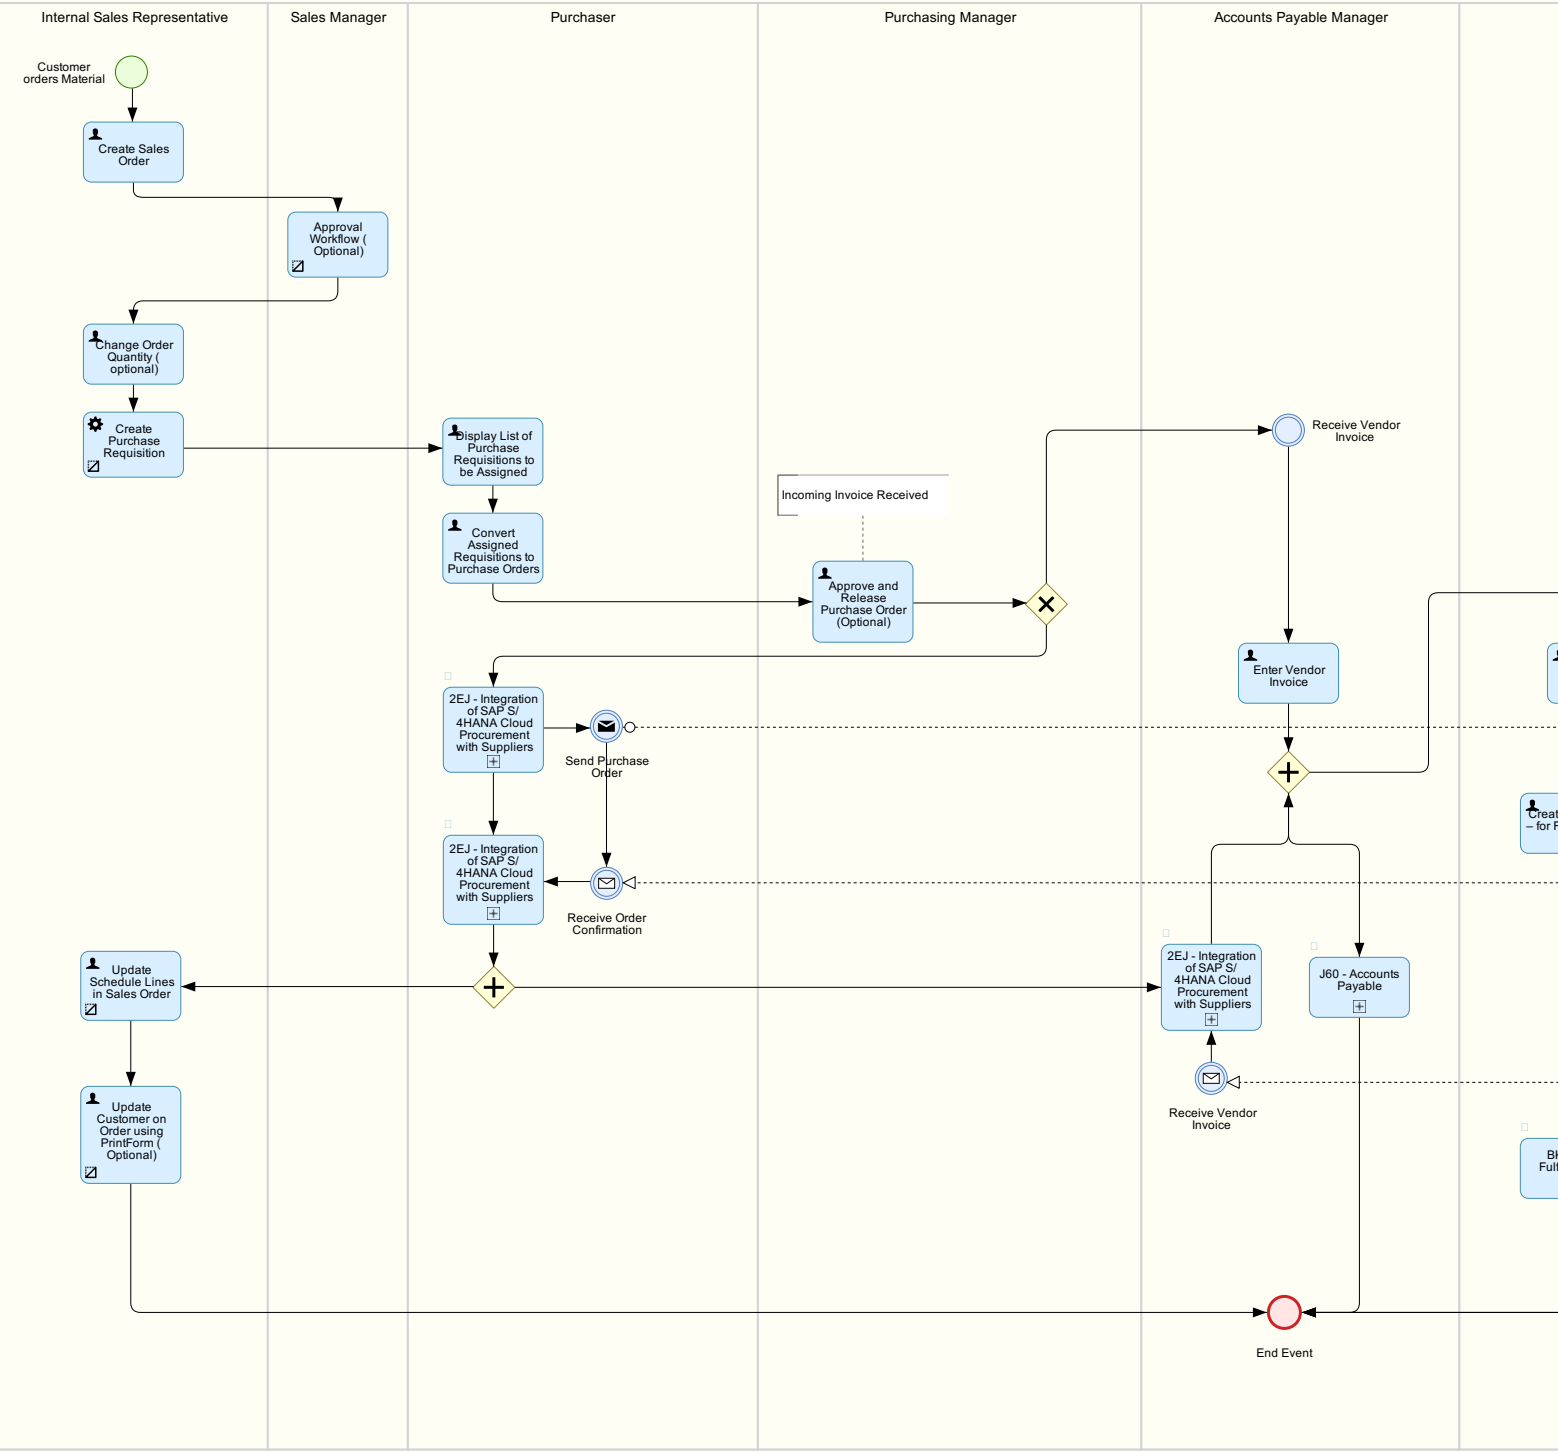 Internal Sales Representative
Sales Manager
Purchaser
Purchasing Manager
Accounts Payable Manager
Customer
orders Material
Create Sales
Order
Approval
Workflow (
Optional)
Change Order
Quantity (
optional)
Create
Purchase
Requisition
Display List of
Purchase
Requisitions to
be Assigned
Convert
Assigned
Requisitions to
Purchase Orders
Incoming Invoice Received
Approve and
Release
Purchase Order
(Optional)
Receive Vendor
Invoice
Enter Vendor
Invoice
2EJ - Integration
of SAP S/
4HANA Cloud
Procurement
with Suppliers
Send Purchase
Order
2EJ - Integration
of SAP S/
4HANA Cloud
Procurement
with Suppliers
Receive Order
Confirmation
Creat
– for F
Update
Schedule Lines
in Sales Order
2EJ - Integration
of SAP S/
4HANA Cloud
Procurement
with Suppliers
J60 - Accounts
Payable
Receive Vendor
Invoice
Update
Customer on
Order using
PrintForm (
Optional)
Fulf
End Event